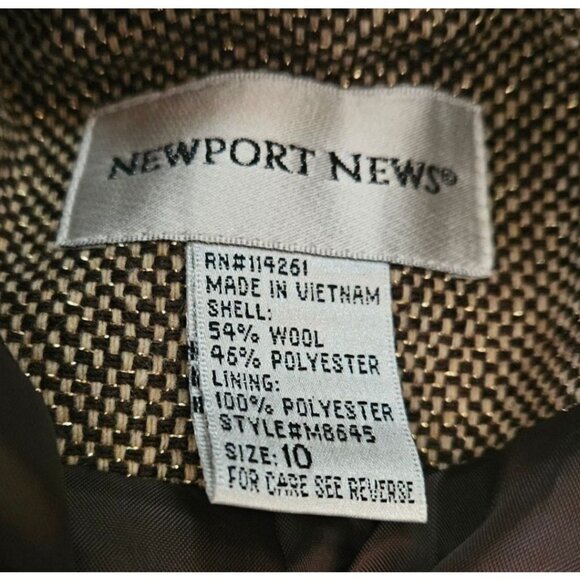 NEWPORT NEWS®
RN#114261
MADE IN VIETNAM
SHELL:
54% WOOL
46% POLYESTER
LINING:
100% POLYESTER
STYLE#M8645
SIZE: 10
FOR CARE SEE REVERSE